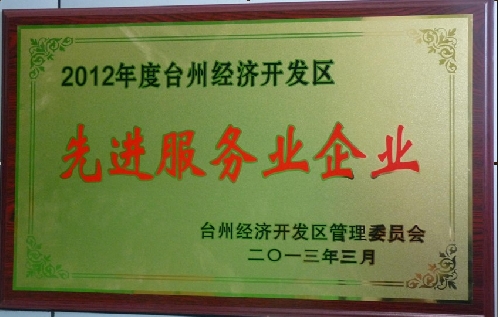 2012年度台州经济开发区
先进服务业企业
台州经济开发区管理委员会
二〇一三年三月